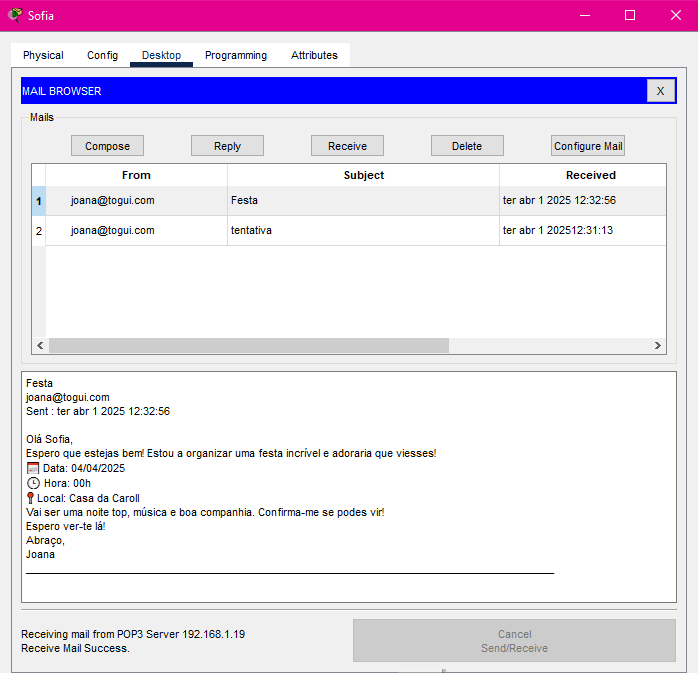 Sofia
Physical Config Desktop Programming Attributes
MAIL BROWSER X
Mails
Compose Reply Receive Delete Configure Mail
From Subject Received
1 joana@togui.com Festa ter abr 1 2025 12:32:56
2 joana@togui.com tentativa ter abr 1 202512:31:13
Festa
joana@togui.com
Sent : ter abr 1 2025 12:32:56
Olá Sofia,
Espero que estejas bem! Estou a organizar uma festa incrível e adoraria que viesses!
📅 Data: 04/04/2025
🕒 Hora: 00h
📍 Local: Casa da Caroll
Vai ser uma noite top, música e boa companhia. Confirma-me se podes vir!
Espero ver-te lá!
Abraço,
Joana
Receiving mail from POP3 Server 192.168.1.19
Receive Mail Success.
Cancel
Send/Receive